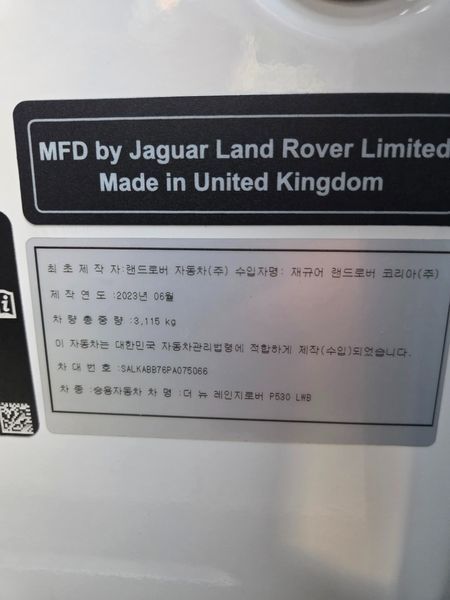 MFD by Jaguar Land Rover Limited
Made in United Kingdom
최초 제작 자:랜드로버 자동차(주) 수입자명: 재규어 랜드로버 코리아(주)
제작 연도 :2023년 06월
차량 총 중량 :3,115 kg
이 자동차는 대한민국 자동차관리법령에 적합하게 제작(수입)되었습니다.
차 대 번 호 :SALKABB76PA075066
차 종 :승용자동차 차 명 :더 뉴 레인지로버 P530 LWB